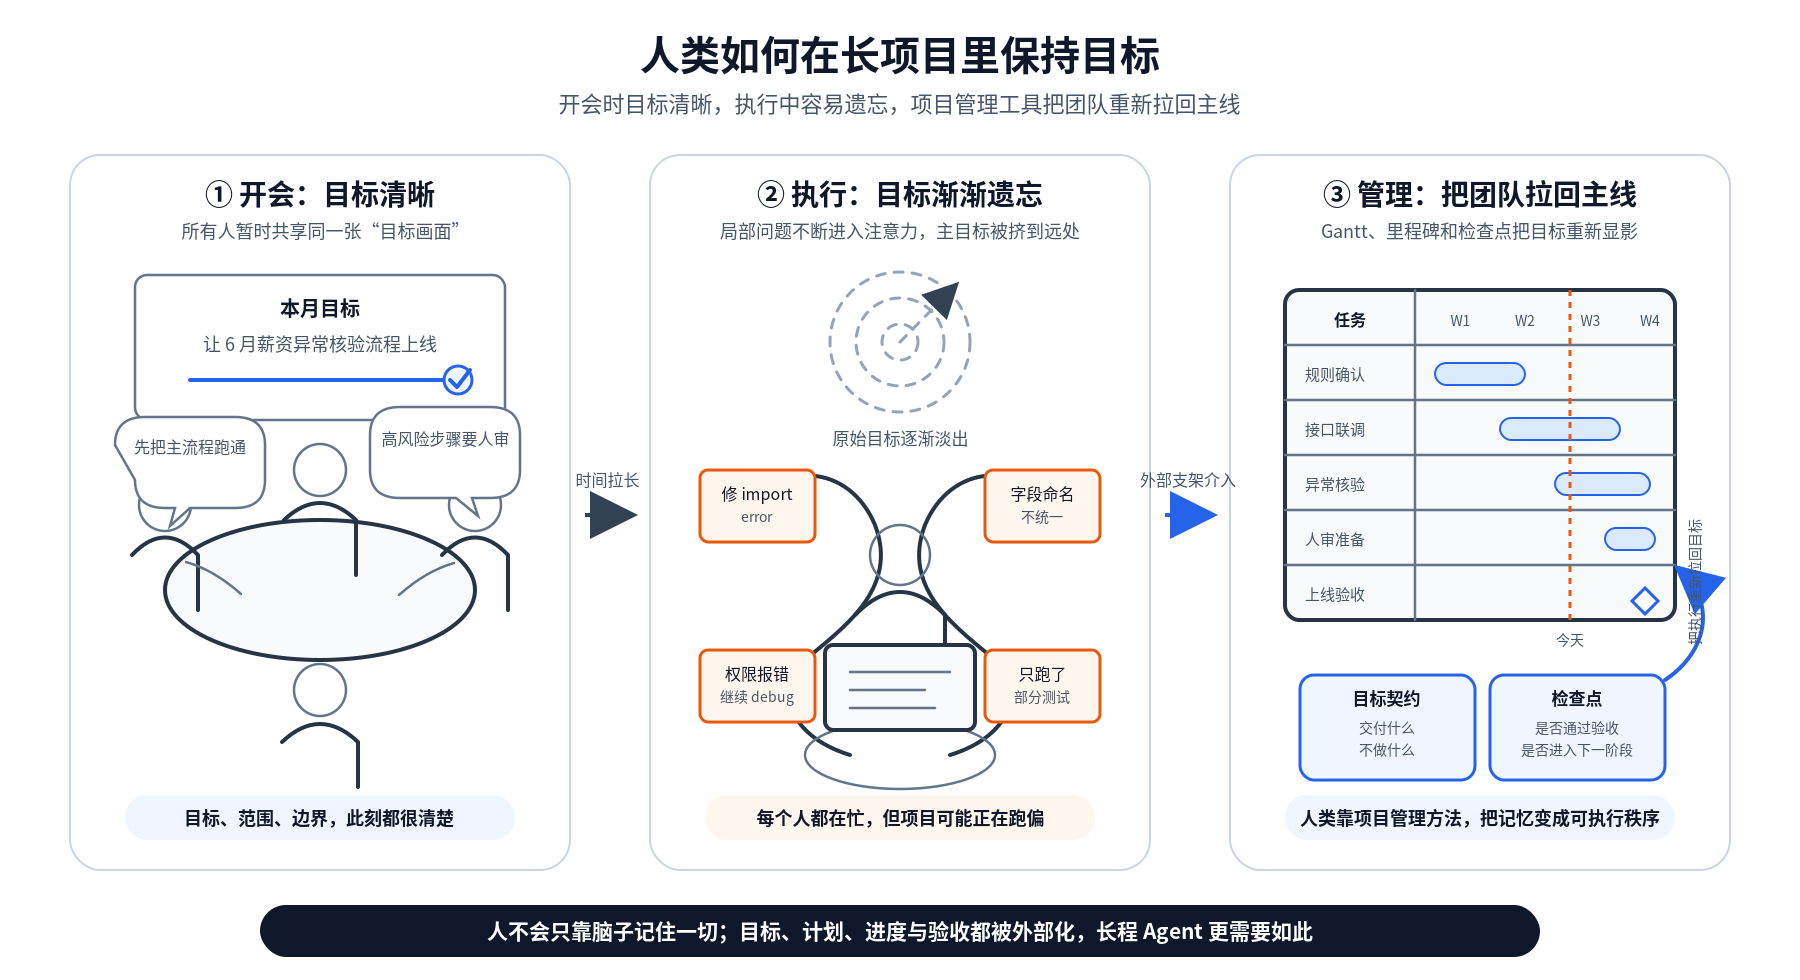 人类如何在长项目里保持目标
开会时目标清晰，执行中容易遗忘，项目管理工具把团队重新拉回主线
① 开会：目标清晰
所有人暂时共享同一张“目标画面”
本月目标
让 6 月薪资异常核验流程上线
先把主流程跑通
高风险步骤要人审
目标、范围、边界，此刻都很清楚
时间拉长
② 执行：目标渐渐遗忘
局部问题不断进入注意力，主目标被挤到远处
原始目标逐渐淡出
修 import
error
字段命名
不统一
权限报错
继续 debug
只跑了
部分测试
每个人都在忙，但项目可能正在跑偏
外部支架介入
③ 管理：把团队拉回主线
Gantt、里程碑和检查点把目标重新显影
任务 W1 W2 W3 W4
规则确认
接口联调
异常核验
人审准备
上线验收
今天
把执行重新拉回目标
目标契约
交付什么
不做什么
检查点
是否通过验收
是否进入下一阶段
人类靠项目管理方法，把记忆变成可执行秩序
人不会只靠脑子记住一切；目标、计划、进度与验收都被外部化，长程 Agent 更需要如此